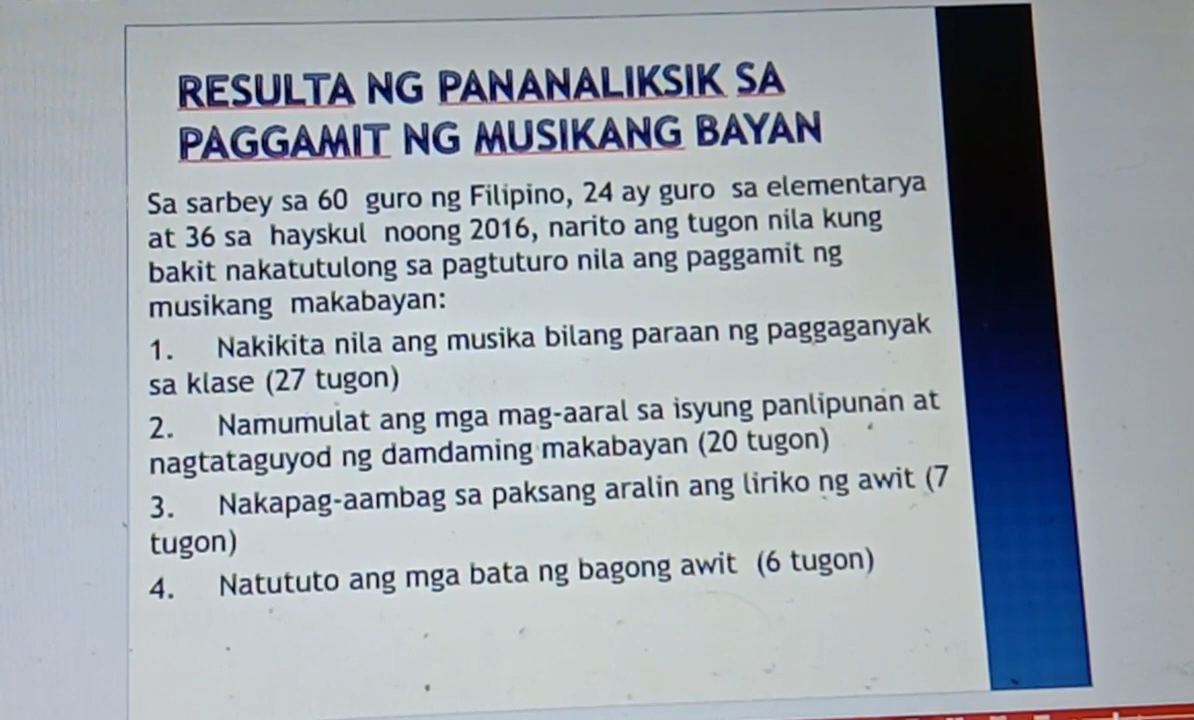 RESULTA NG PANANALIKSIK SA
PAGGAMIT NG MUSIKANG BAYAN
Sa sarbey sa 60 guro ng Filipino, 24 ay guro sa elementarya
at 36 sa hayskul noong 2016, narito ang tugon nila kung
bakit nakatutulong sa pagtuturo nila ang paggamit ng
musikang makabayan:
1. Nakikita nila ang musika bilang paraan ng paggaganyak
sa klase (27 tugon)
2. Namumulat ang mga mag-aaral sa isyung panlipunan at
nagtataguyod ng damdaming makabayan (20 tugon)
3. Nakapag-aambag sa paksang aralin ang liriko ng awit (7
tugon)
4. Natututo ang mga bata ng bagong awit (6 tugon)